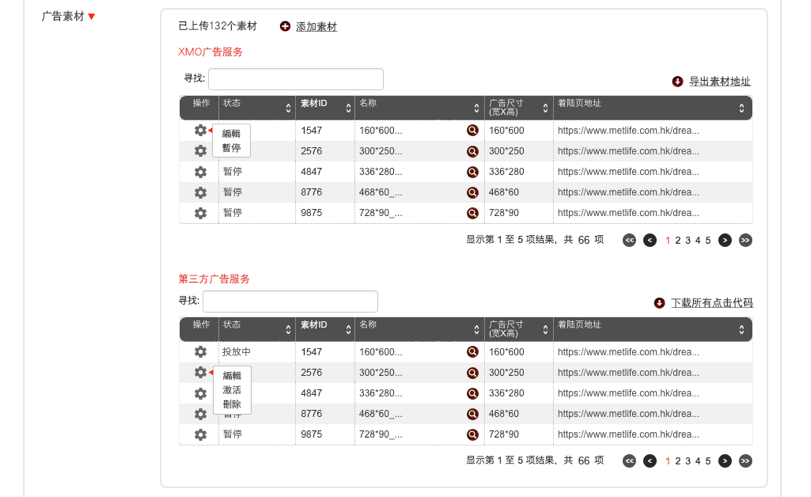 广告素材
已上传132个素材 添加素材
XMO广告服务
寻找:
导出素材地址
操作 状态 素材ID 名称 广告尺寸 着陆页地址
(宽X高)
1547 160*600... 160*600 https://www.metlife.com.hk/drea...
編輯
暫停
2576 300*250... 300*250 https://www.metlife.com.hk/drea...
暂停 4847 336*280... 336*280 https://www.metlife.com.hk/drea...
暂停 8776 468*60_... 468*60 https://www.metlife.com.hk/drea...
暂停 9875 728*90_... 728*90 https://www.metlife.com.hk/drea...
显示第 1 至 5 项结果，共 66 项 << < 1 2 3 4 5 > >>
第三方广告服务
寻找:
下载所有点击代码
操作 状态 素材ID 名称 广告尺寸 着陆页地址
(宽X高)
投放中 1547 160*600... 160*600 https://www.metlife.com.hk/drea...
2576 300*250... 300*250 https://www.metlife.com.hk/drea...
編輯
激活
刪除
4847 336*280... 336*280 https://www.metlife.com.hk/drea...
8776 468*60_... 468*60 https://www.metlife.com.hk/drea...
暂停 9875 728*90_... 728*90 https://www.metlife.com.hk/drea...
显示第 1 至 5 项结果，共 66 项 << < 1 2 3 4 5 > >>